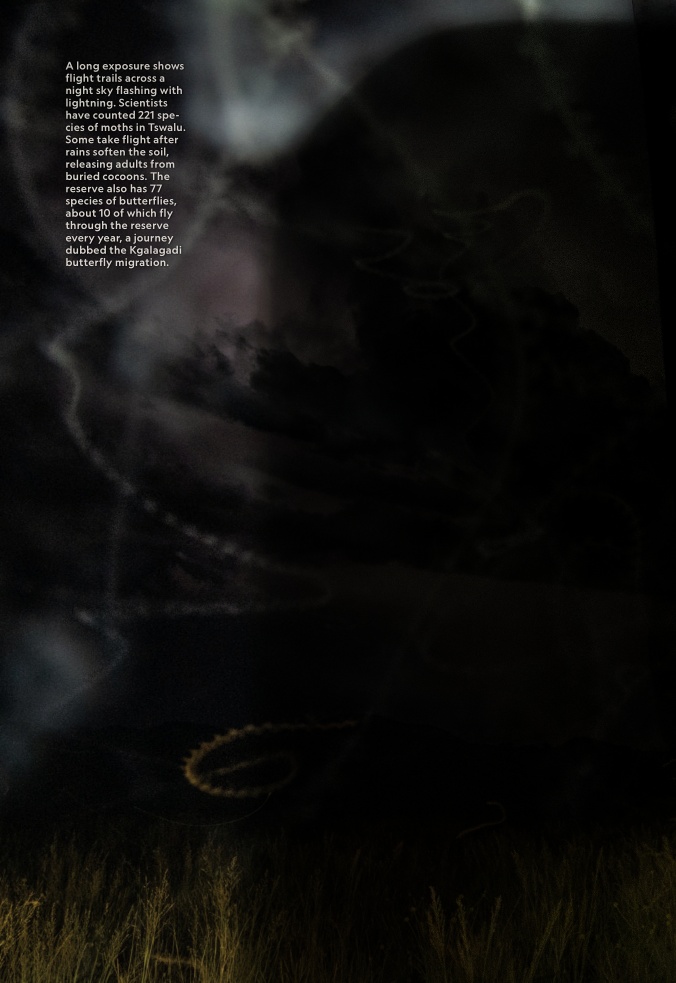 A long exposure shows
flight trails across a
night sky flashing with
lightning. Scientists
have counted 221 spe-
cies of moths in Tswalu.
Some take flight after
rains soften the soil,
releasing adults from
buried cocoons. The
reserve also has 77
species of butterflies,
about 10 of which fly
through the reserve
every year, a journey
dubbed the Kgalagadi
butterfly migration.